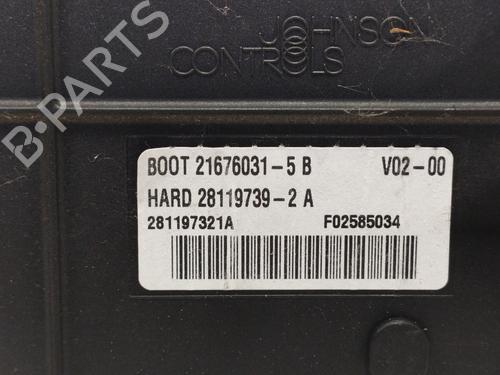 JOHNSON
CONTROLS
B-PARTS
BOOT 21676031-5 B V02-00
HARD 28119739-2 A
281197321A F02585034